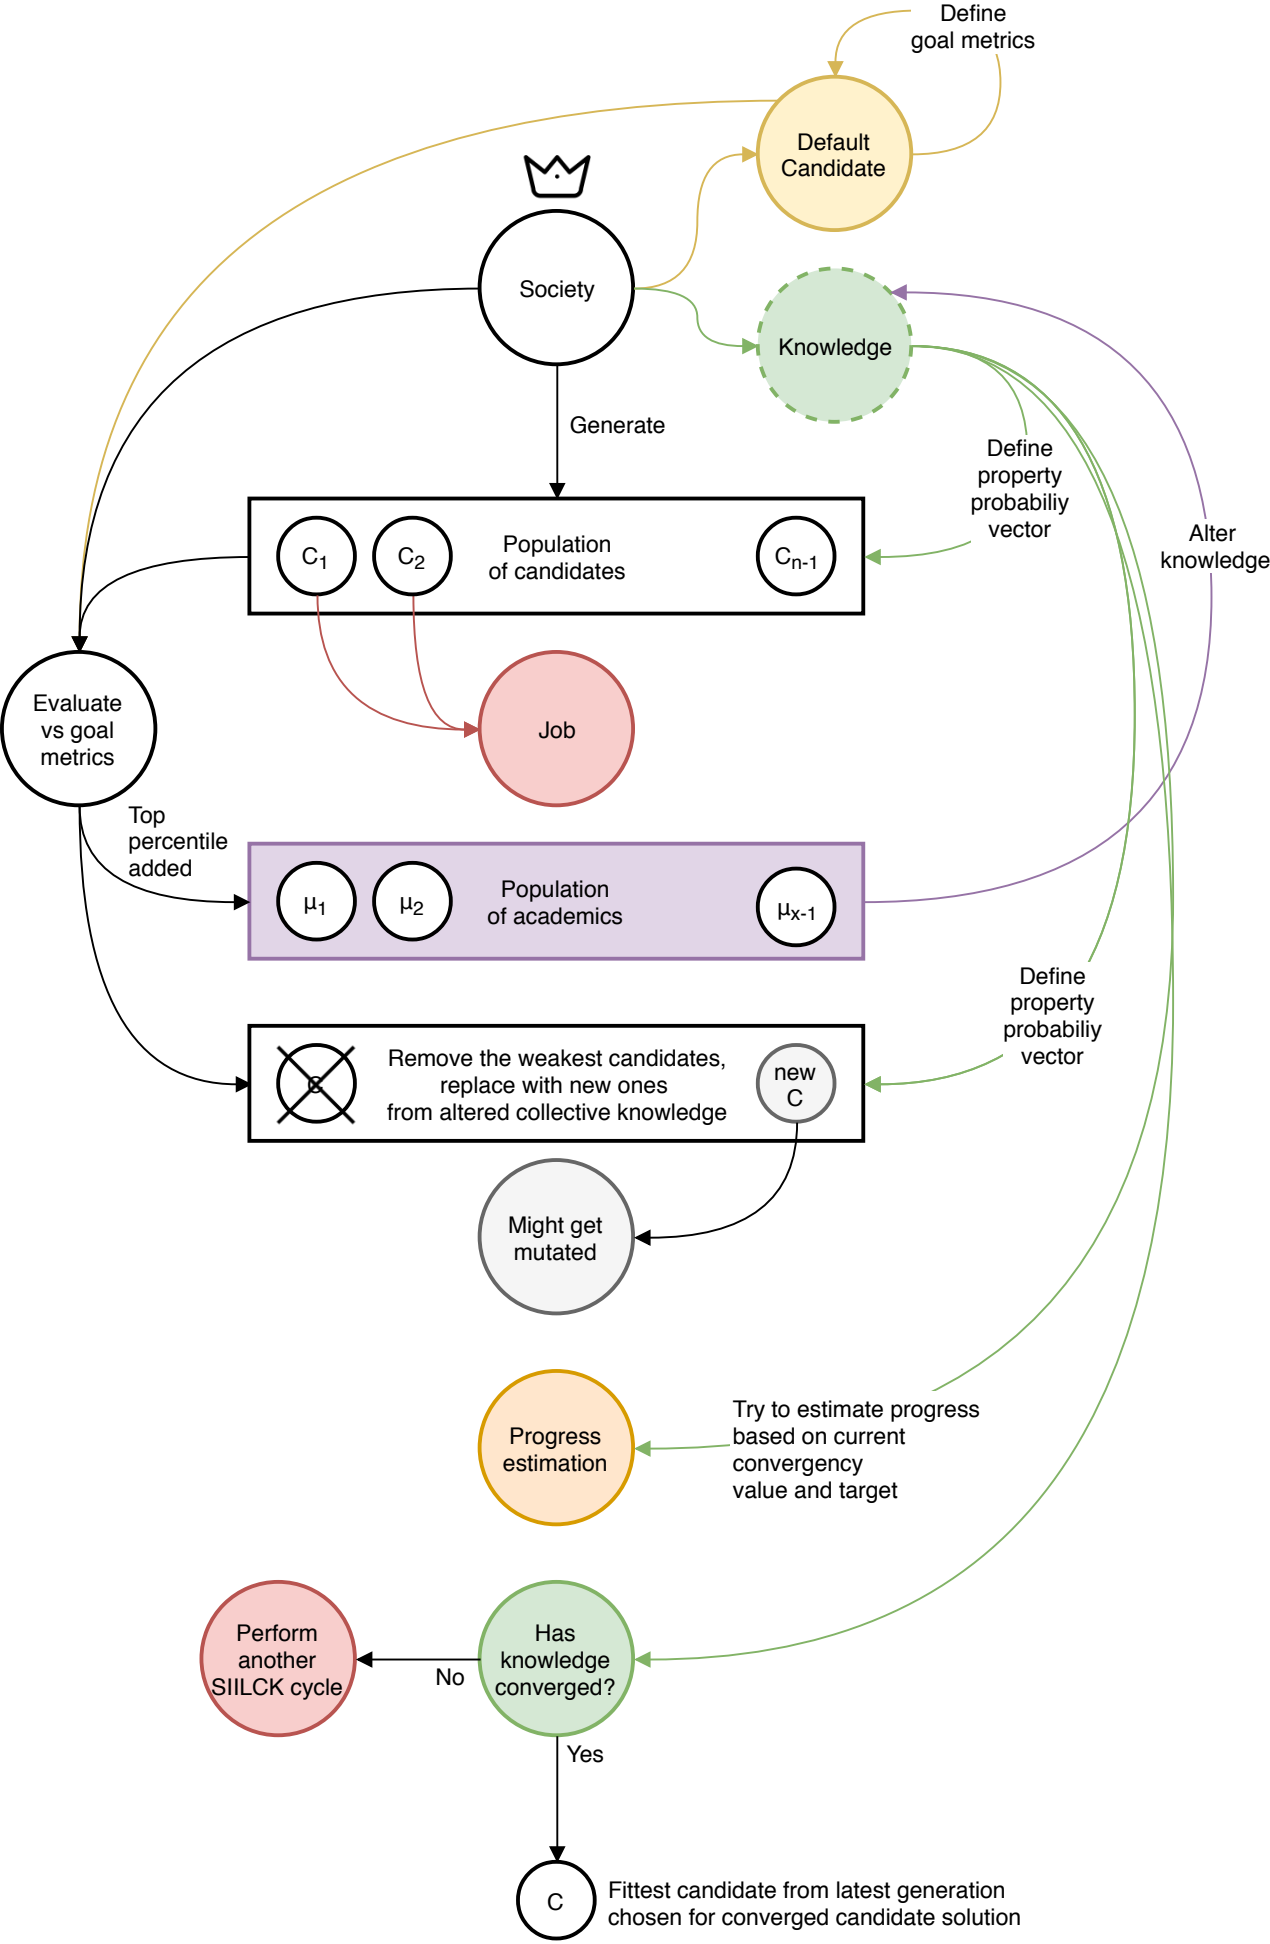 Define
goal metrics
Default
Candidate
Society
Knowledge
Generate
Define
property
probabiliy
vector
Alter
knowledge
C1
C2
Population
of candidates
Cn-1
Evaluate
vs goal
metrics
Job
Top
percentile
added
μ1
μ2
Population
of academics
μx-1
Define
property
probabiliy
vector
C
Remove the weakest candidates,
replace with new ones
from altered collective knowledge
new
C
Might get
mutated
Progress
estimation
Try to estimate progress
based on current
convergency
value and target
Perform
another
SIILCK cycle
No
Has
knowledge
converged?
Yes
C
Fittest candidate from latest generation
chosen for converged candidate solution